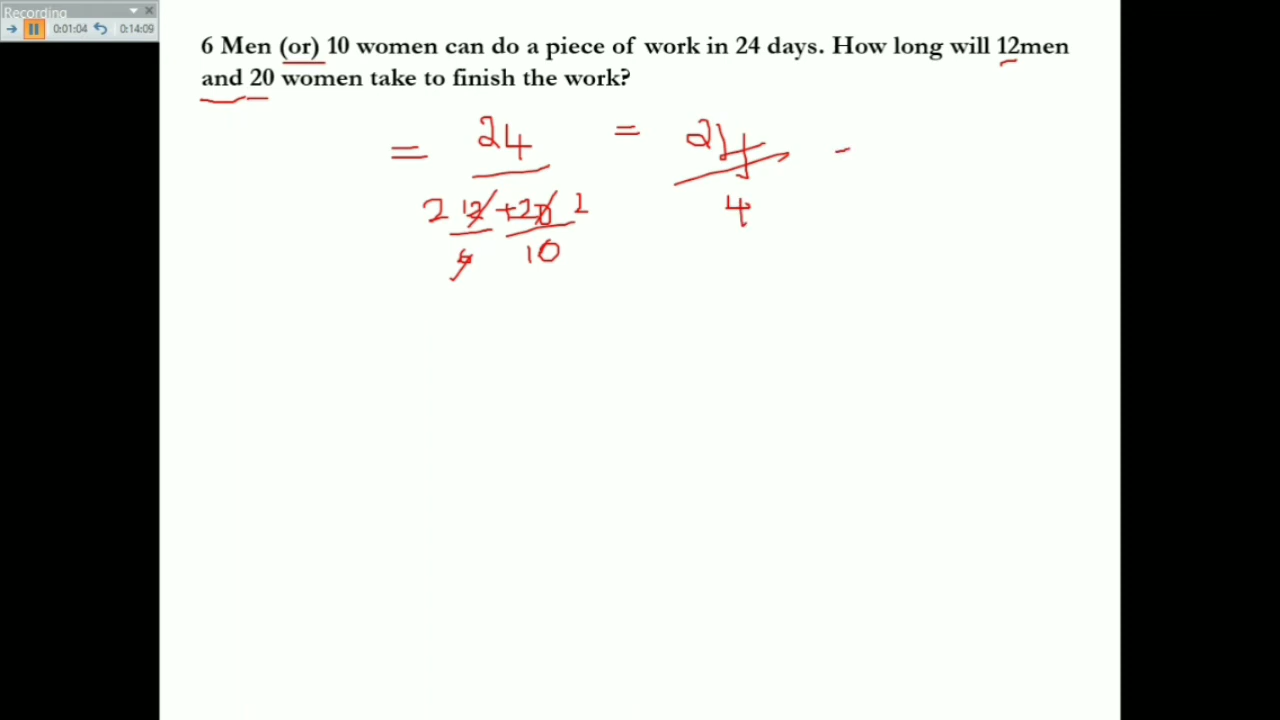 Recording
0:01:04 0:14:09
6 Men (or) 10 women can do a piece of work in 24 days. How long will 12men
and 20 women take to finish the work?
= 24 = 24 =
2 12 + 20 2
6 10 4